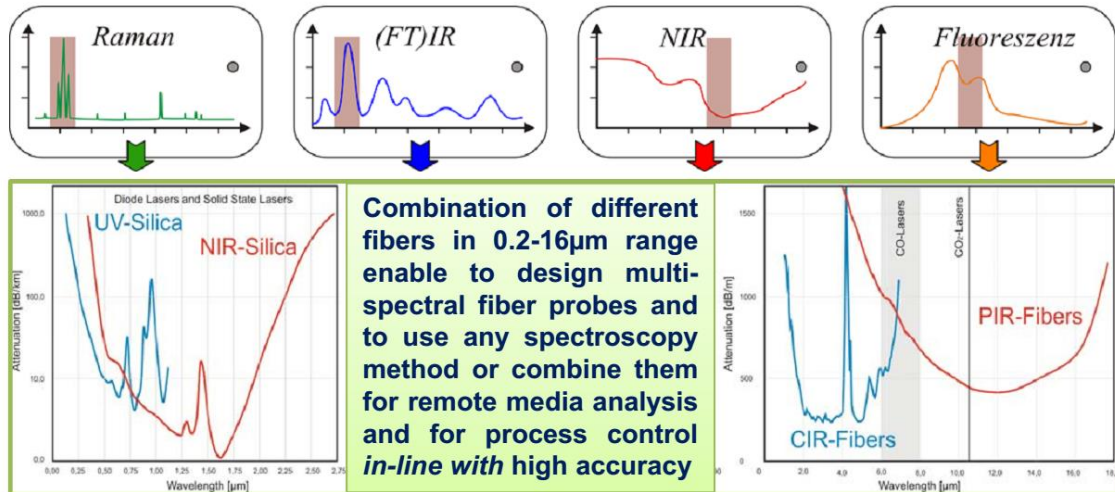 Raman
(FT)IR
NIR
Fluoreszenz
Diode Lasers and Solid State Lasers
UV-Silica
NIR-Silica
Attenuation [dB/km]
1000,0
100.0
10,0
0.0
0,00 0,25 0,50 0,75 1,00 1,25 1,50 1,75 2,00 2,25 2,50 2,75
Wavelength [µm]
Combination of different
fibers in 0.2-16µm range
enable to design multi-
spectral fiber probes and
to use any spectroscopy
method or combine them
for remote media analysis
and for process control
in-line with high accuracy
Attenuation [dB/m]
1500
1000
500
0
CO-Lasers
CO₂-Lasers
PIR-Fibers
CIR-Fibers
0.0 2.0 4,0 6,0 8,0 10,0 12,0 14,0 16,0 18,
Wavelength [µm]